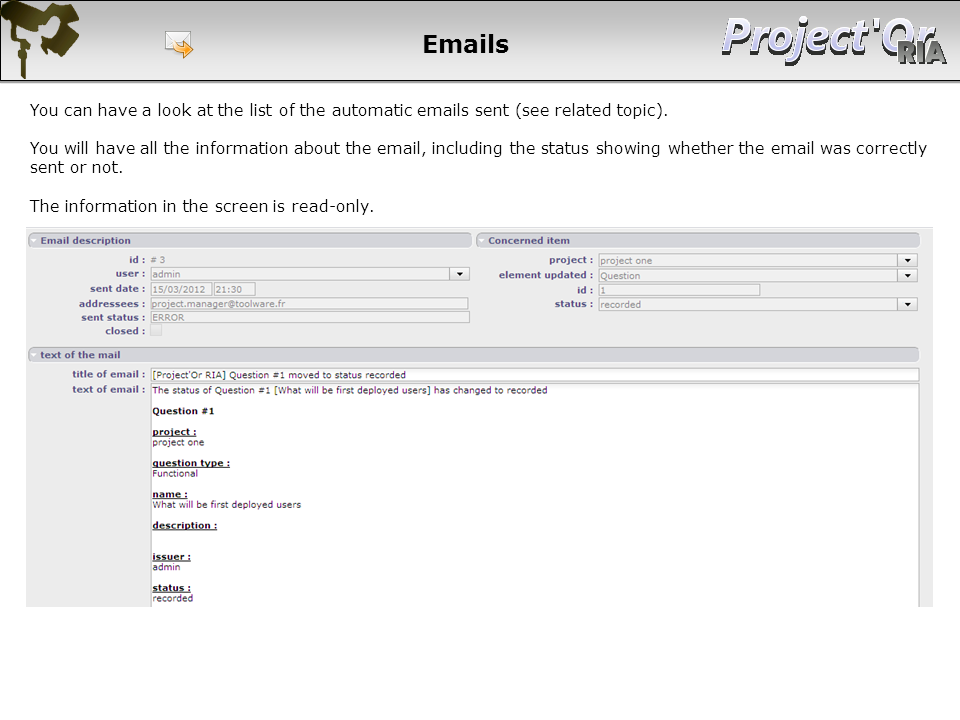 Emails
Project'Or
RIA
You can have a look at the list of the automatic emails sent (see related topic).
You will have all the information about the email, including the status showing whether the email was correctly
sent or not.
The information in the screen is read-only.
Email description
id : # 3
user : admin
sent date : 15/03/2012 21:30
addressees : project.manager@toolware.fr
sent status : ERROR
closed :
Concerned item
project : project one
element updated : Question
id : 1
status : recorded
text of the mail
title of email : [Project'Or RIA] Question #1 moved to status recorded
text of email : The status of Question #1 [What will be first deployed users] has changed to recorded
Question #1
project :
project one
question type :
Functional
name :
What will be first deployed users
description :
issuer :
admin
status :
recorded